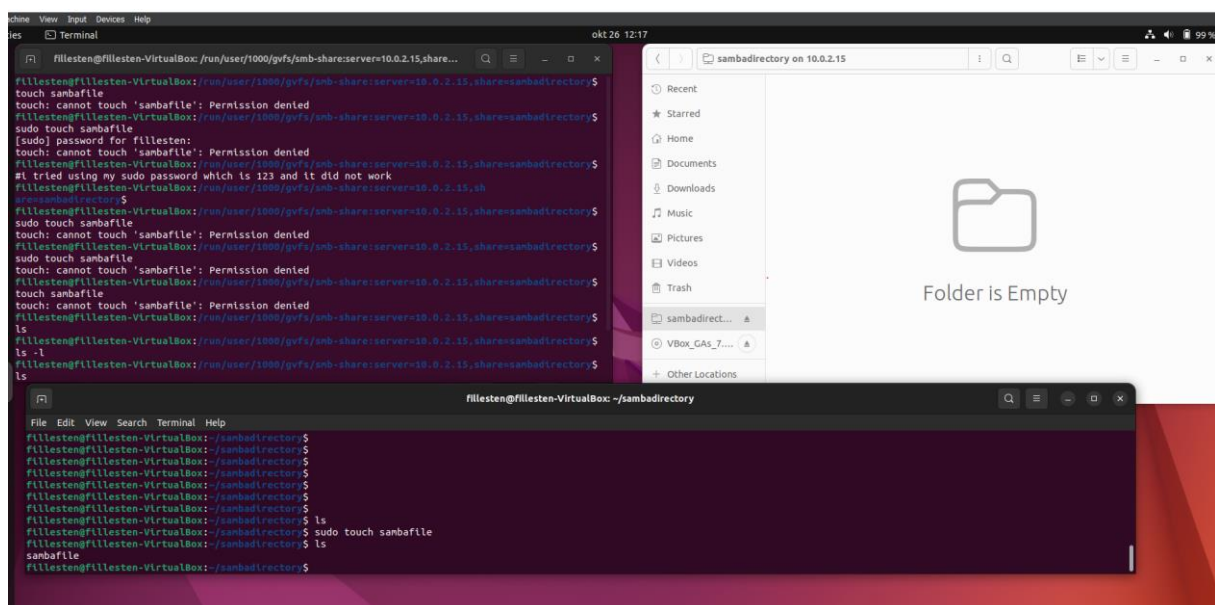 achine View Input Devices Help
ties Terminal okt 26 12:17 99 %
fillesten@fillesten-VirtualBox: /run/user/1000/gvfs/smb-share:server=10.0.2.15,share...
fillesten@fillesten-VirtualBox:/run/user/1000/gvfs/smb-share:server=10.0.2.15,share=sambadirectory$
touch sambafile
touch: cannot touch 'sambafile': Permission denied
fillesten@fillesten-VirtualBox:/run/user/1000/gvfs/smb-share:server=10.0.2.15,share=sambadirectory$
sudo touch sambafile
[sudo] password for fillesten:
touch: cannot touch 'sambafile': Permission denied
fillesten@fillesten-VirtualBox:/run/user/1000/gvfs/smb-share:server=10.0.2.15,share=sambadirectory$
#i tried using my sudo password which is 123 and it did not work
fillesten@fillesten-VirtualBox:/run/user/1000/gvfs/smb-share:server=10.0.2.15,sh
are=sambadirectory$
fillesten@fillesten-VirtualBox:/run/user/1000/gvfs/smb-share:server=10.0.2.15,share=sambadirectory$
sudo touch sambafile
touch: cannot touch 'sambafile': Permission denied
fillesten@fillesten-VirtualBox:/run/user/1000/gvfs/smb-share:server=10.0.2.15,share=sambadirectory$
sudo touch sambafile
touch: cannot touch 'sambafile': Permission denied
fillesten@fillesten-VirtualBox:/run/user/1000/gvfs/smb-share:server=10.0.2.15,share=sambadirectory$
touch sambafile
touch: cannot touch 'sambafile': Permission denied
fillesten@fillesten-VirtualBox:/run/user/1000/gvfs/smb-share:server=10.0.2.15,share=sambadirectory$
ls
fillesten@fillesten-VirtualBox:/run/user/1000/gvfs/smb-share:server=10.0.2.15,share=sambadirectory$
ls -l
fillesten@fillesten-VirtualBox:/run/user/1000/gvfs/smb-share:server=10.0.2.15,share=sambadirectory$
ls
sambadirectory on 10.0.2.15
Recent
Starred
Home
Documents
Downloads
Music
Pictures
Videos
Trash
sambadirect...
VBox_GAs_7....
+ Other Locations
Folder is Empty
fillesten@fillesten-VirtualBox: ~/sambadirectory
File Edit View Search Terminal Help
fillesten@fillesten-VirtualBox:~/sambadirectory$
fillesten@fillesten-VirtualBox:~/sambadirectory$
fillesten@fillesten-VirtualBox:~/sambadirectory$
fillesten@fillesten-VirtualBox:~/sambadirectory$
fillesten@fillesten-VirtualBox:~/sambadirectory$
fillesten@fillesten-VirtualBox:~/sambadirectory$
fillesten@fillesten-VirtualBox:~/sambadirectory$
fillesten@fillesten-VirtualBox:~/sambadirectory$ ls
fillesten@fillesten-VirtualBox:~/sambadirectory$ sudo touch sambafile
fillesten@fillesten-VirtualBox:~/sambadirectory$ ls
sambafile
fillesten@fillesten-VirtualBox:~/sambadirectory$